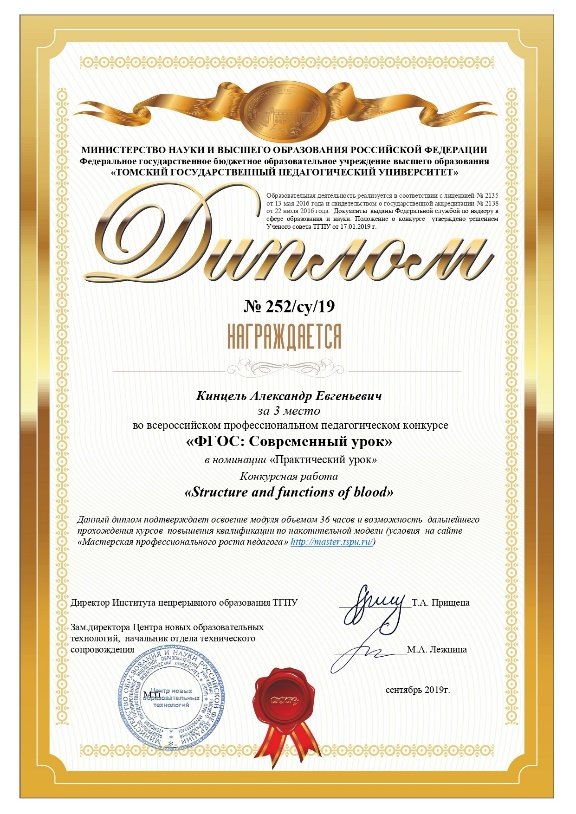 МИНИСТЕРСТВО НАУКИ И ВЫСШЕГО ОБРАЗОВАНИЯ РОССИЙСКОЙ ФЕДЕРАЦИИ
Федеральное государственное бюджетное образовательное учреждение высшего образования
«ТОМСКИЙ ГОСУДАРСТВЕННЫЙ ПЕДАГОГИЧЕСКИЙ УНИВЕРСИТЕТ»
Образовательная деятельность реализуется в соответствии с лицензией № 2135
от 13 мая 2016 года и свидетельством о государственной аккредитации № 2138
от 22 июля 2016 года. Документы выданы Федеральной службой по надзору в
сфере образования и науки. Положение о конкурсе утверждено решением
Ученого совета ТГПУ от 17.01.2019 г.
Диплом
№ 252/су/19
НАГРАЖДАЕТСЯ
Кинцель Александр Евгеньевич
за 3 место
во всероссийском профессиональном педагогическом конкурсе
«ФГОС: Современный урок»
в номинации «Практический урок»
Конкурсная работа
«Structure and functions of blood»
Данный диплом подтверждает освоение модуля объемом 36 часов и возможность дальнейшего
прохождения курсов повышения квалификации по накопительной модели (условия на сайте
«Мастерская профессионального роста педагога» http://master.tspu.ru/)
Директор Института непрерывного образования ТГПУ Т.А. Прищепа
Зам.директора Центра новых образовательных
технологий, начальник отдела технического
сопровождения М.А. Лежнина
М.П.
Центр новых
образовательных
технологий
сентябрь 2019г.